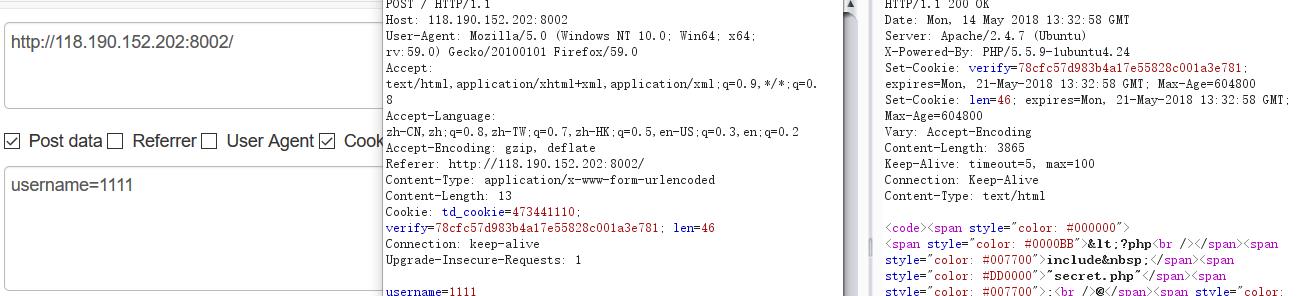 http://118.190.152.202:8002/
Post data Referrer User Agent Cook
username=1111
POST / HTTP/1.1
Host: 118.190.152.202:8002
User-Agent: Mozilla/5.0 (Windows NT 10.0; Win64; x64;
rv:59.0) Gecko/20100101 Firefox/59.0
Accept:
text/html,application/xhtml+xml,application/xml;q=0.9,*/*;q=0.
8
Accept-Language:
zh-CN,zh;q=0.8,zh-TW;q=0.7,zh-HK;q=0.5,en-US;q=0.3,en;q=0.2
Accept-Encoding: gzip, deflate
Referer: http://118.190.152.202:8002/
Content-Type: application/x-www-form-urlencoded
Content-Length: 13
Cookie: td_cookie=473441110;
verify=78cfc57d983b4a17e55828c001a3e781; len=46
Connection: keep-alive
Upgrade-Insecure-Requests: 1
username=1111
HTTP/1.1 200 OK
Date: Mon, 14 May 2018 13:32:58 GMT
Server: Apache/2.4.7 (Ubuntu)
X-Powered-By: PHP/5.5.9-1ubuntu4.24
Set-Cookie: verify=78cfc57d983b4a17e55828c001a3e781;
expires=Mon, 21-May-2018 13:32:58 GMT; Max-Age=604800
Set-Cookie: len=46; expires=Mon, 21-May-2018 13:32:58 GMT;
Max-Age=604800
Vary: Accept-Encoding
Content-Length: 3865
Keep-Alive: timeout=5, max=100
Connection: Keep-Alive
Content-Type: text/html
<code><span style="color: #000000">
<span style="color: #0000BB">&lt;?php<br /></span><span
style="color: #007700">include&nbsp;</span><span
style="color: #DD0000">"secret.php"</span><span
style="color: #007700">;<br />@</span><span style="color: